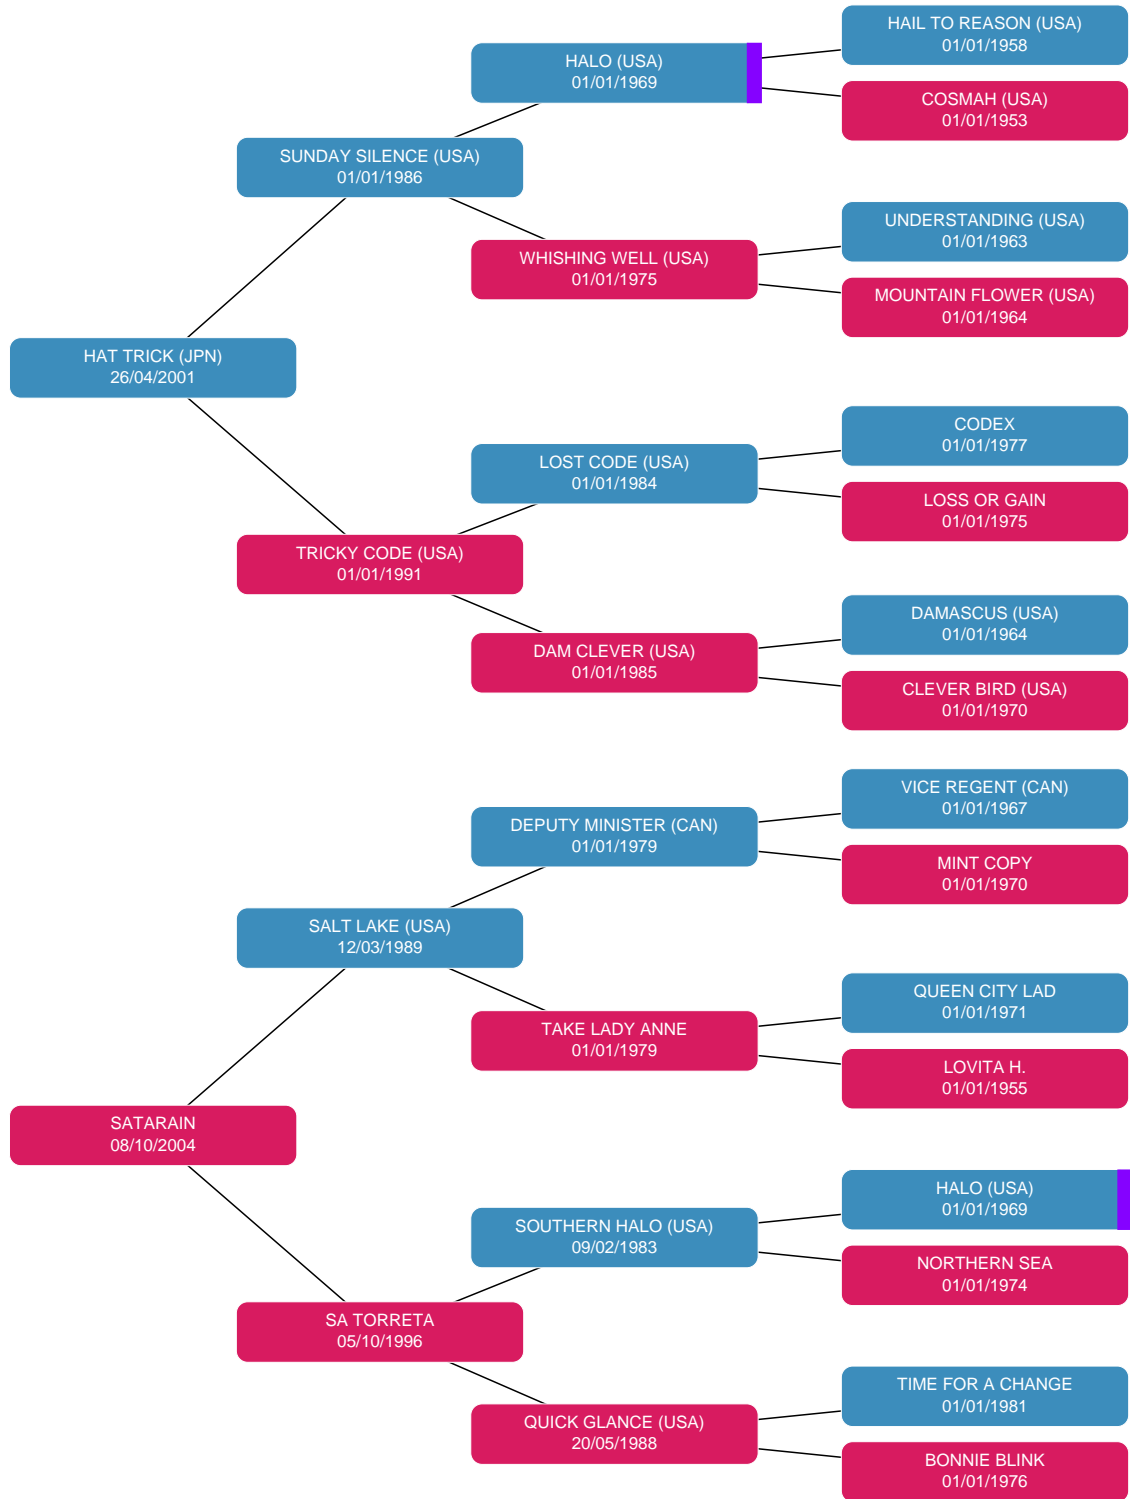 HAIL TO REASON (USA)
01/01/1958
HALO (USA)
01/01/1969
COSMAH (USA)
01/01/1953
SUNDAY SILENCE (USA)
01/01/1986
UNDERSTANDING (USA)
01/01/1963
WHISHING WELL (USA)
01/01/1975
MOUNTAIN FLOWER (USA)
01/01/1964
HAT TRICK (JPN)
26/04/2001
CODEX
01/01/1977
LOST CODE (USA)
01/01/1984
LOSS OR GAIN
01/01/1975
TRICKY CODE (USA)
01/01/1991
DAMASCUS (USA)
01/01/1964
DAM CLEVER (USA)
01/01/1985
CLEVER BIRD (USA)
01/01/1970
VICE REGENT (CAN)
01/01/1967
DEPUTY MINISTER (CAN)
01/01/1979
MINT COPY
01/01/1970
SALT LAKE (USA)
12/03/1989
QUEEN CITY LAD
01/01/1971
TAKE LADY ANNE
01/01/1979
LOVITA H.
01/01/1955
SATARAIN
08/10/2004
HALO (USA)
01/01/1969
SOUTHERN HALO (USA)
09/02/1983
NORTHERN SEA
01/01/1974
SA TORRETA
05/10/1996
TIME FOR A CHANGE
01/01/1981
QUICK GLANCE (USA)
20/05/1988
BONNIE BLINK
01/01/1976